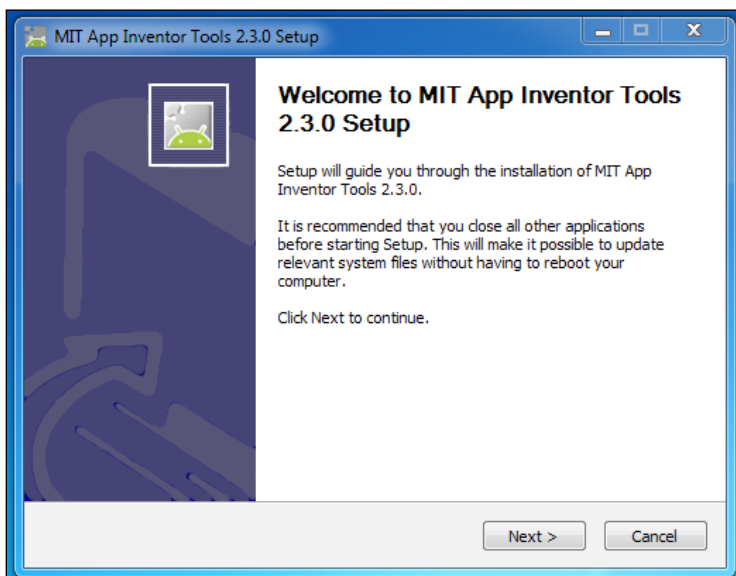 MIT App Inventor Tools 2.3.0 Setup
Welcome to MIT App Inventor Tools
2.3.0 Setup
Setup will guide you through the installation of MIT App
Inventor Tools 2.3.0.
It is recommended that you close all other applications
before starting Setup. This will make it possible to update
relevant system files without having to reboot your
computer.
Click Next to continue.
Next >
Cancel